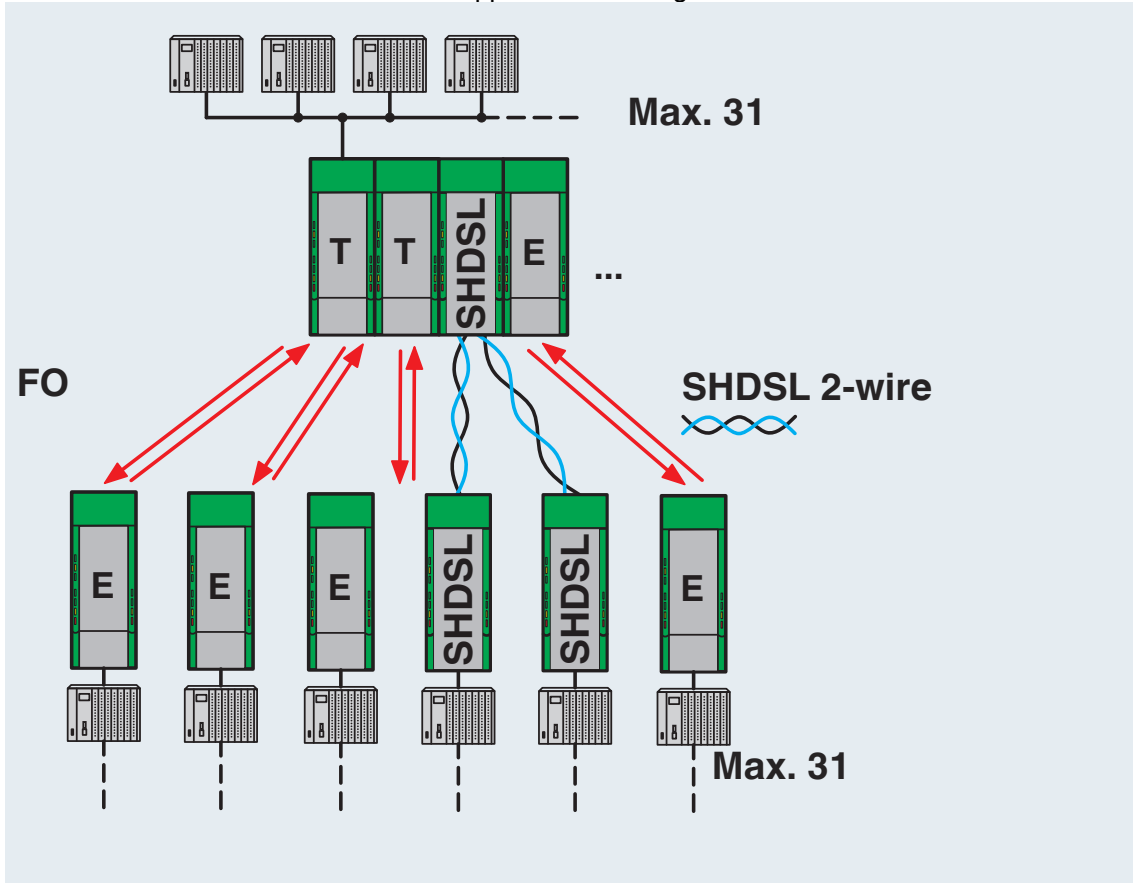 Max. 31
T T SHDSL E ...
FO
SHDSL 2-wire
E E E SHDSL SHDSL E
Max. 31